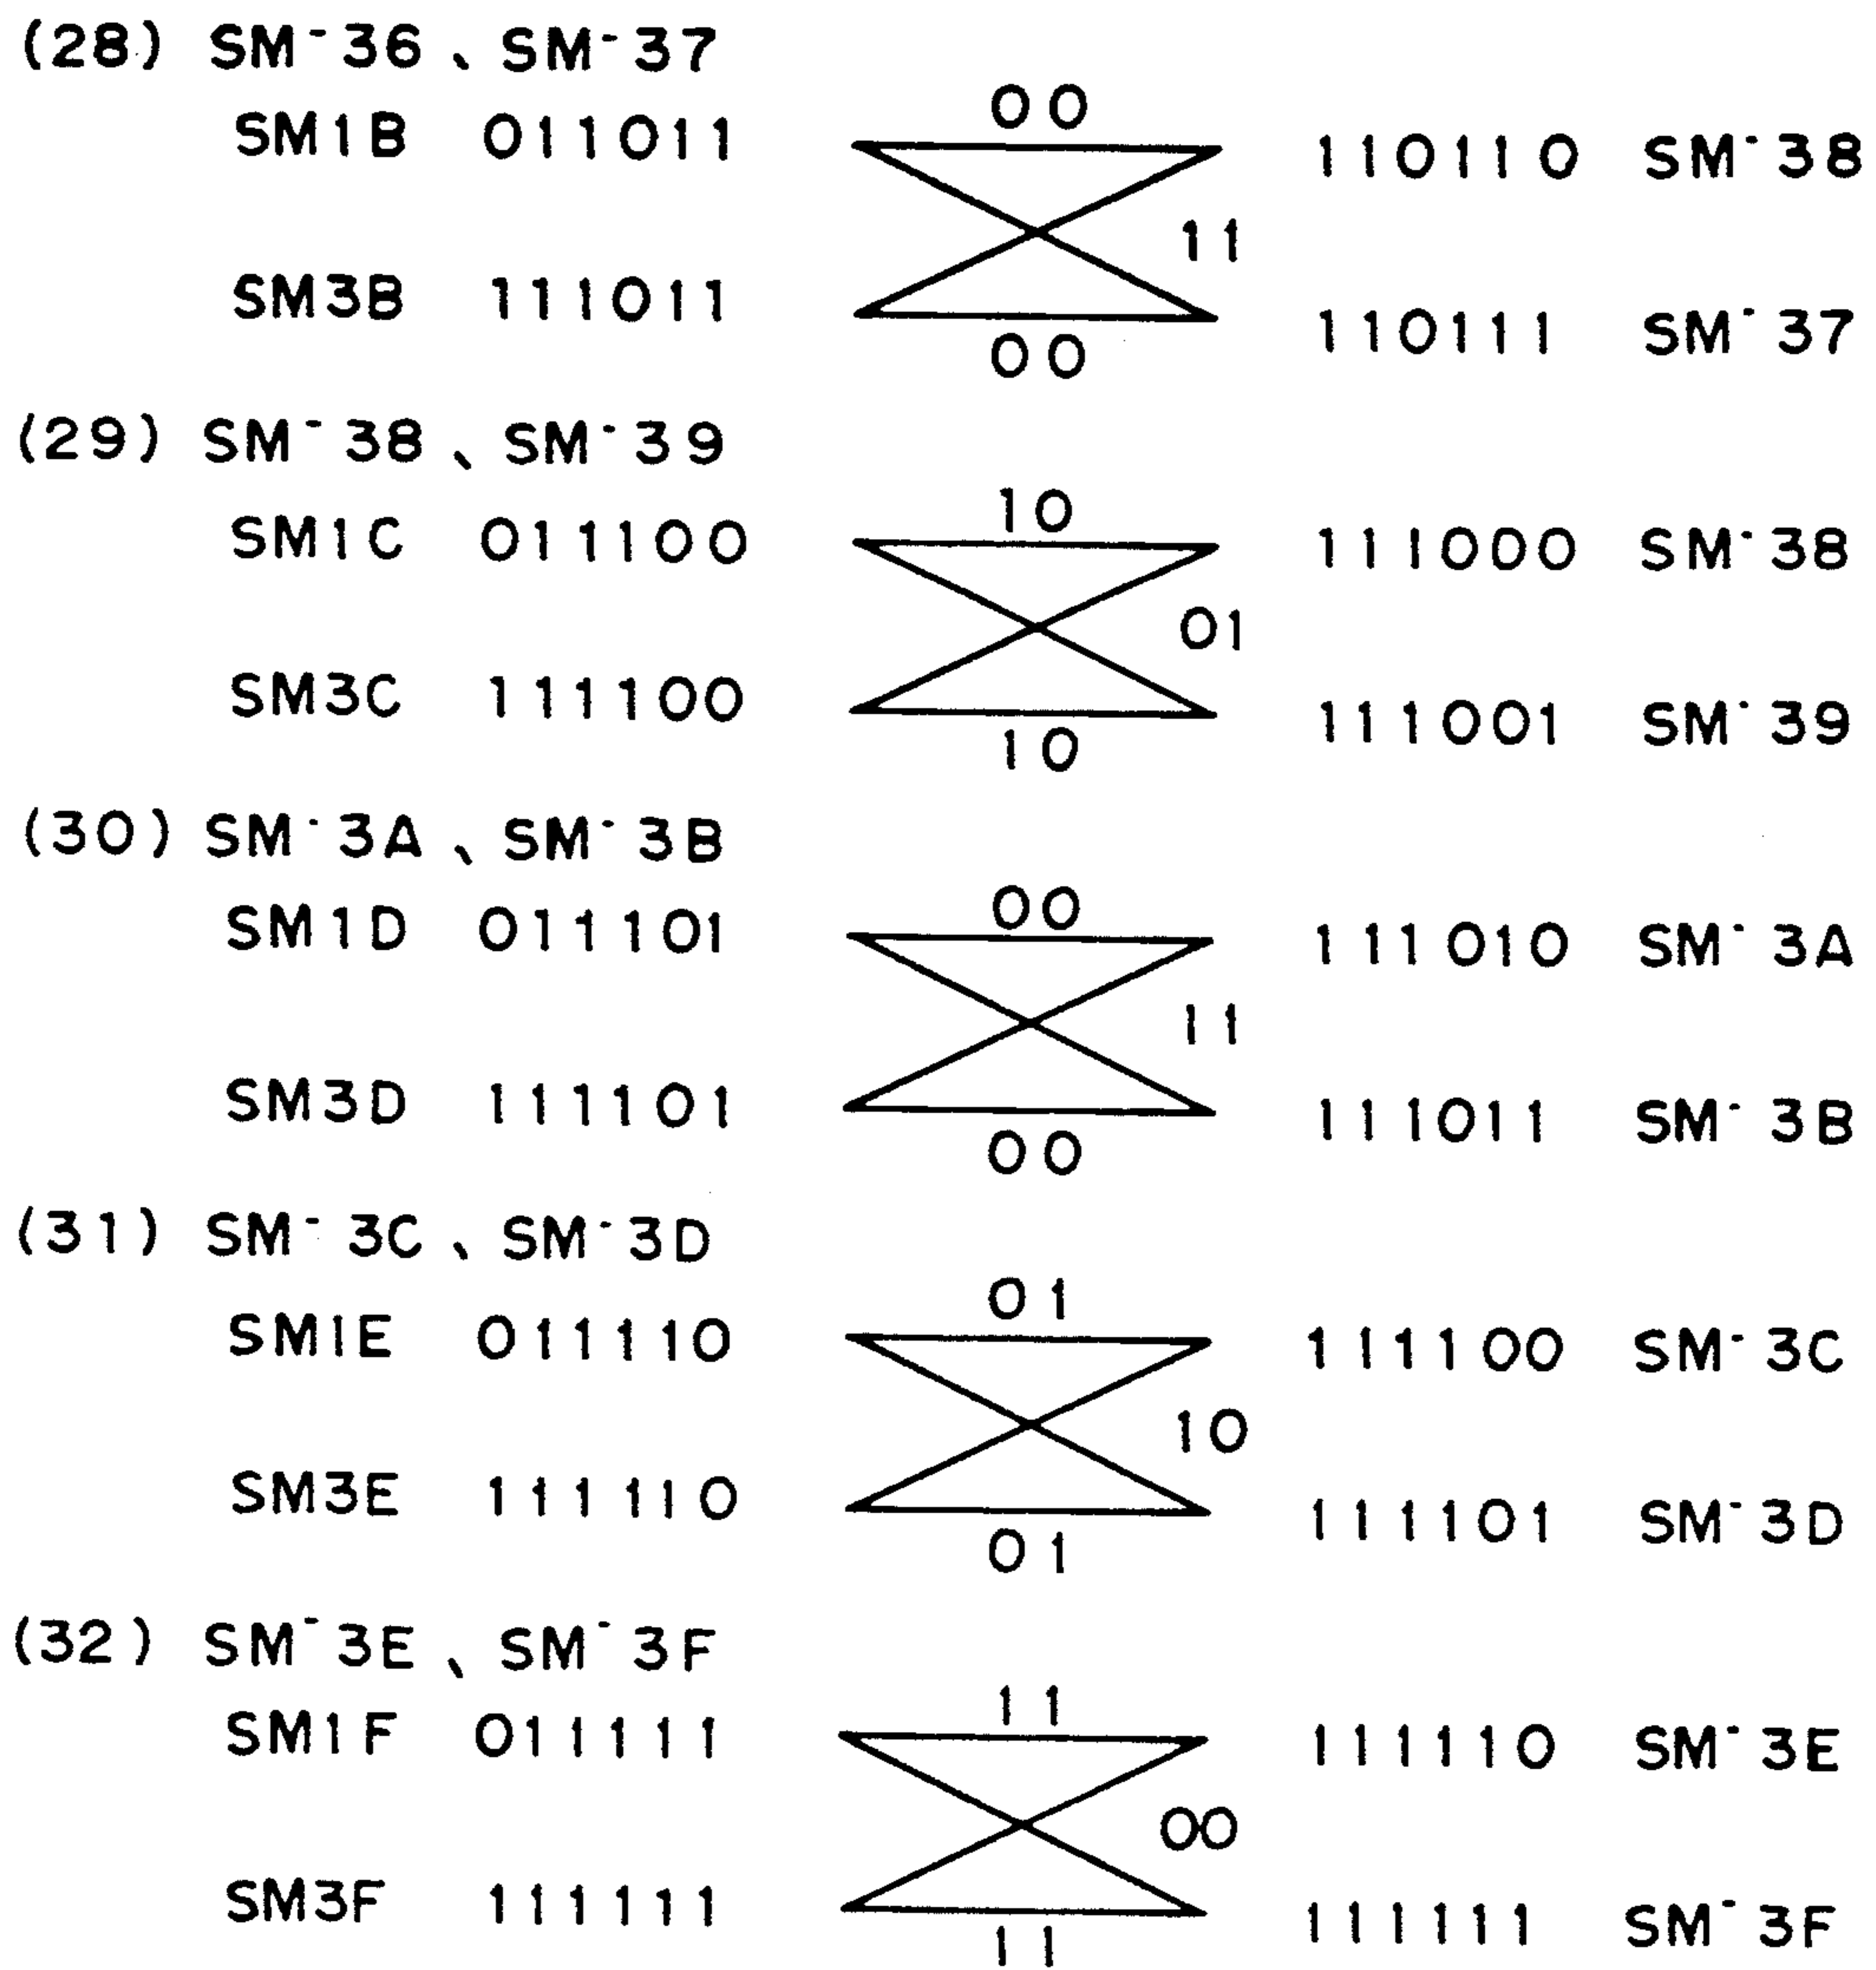 (28) SM⁻36、SM⁻37
00
SM1B 011011 110110 SM⁻38
11
SM3B 111011 110111 SM⁻37
00
(29) SM⁻38、SM⁻39
10
SM1C 011100 111000 SM⁻38
01
SM3C 111100 111001 SM⁻39
10
(30) SM⁻3A、SM⁻3B
00
SM1D 011101 111010 SM⁻3A
11
SM3D 111101 111011 SM⁻3B
00
(31) SM⁻3C、SM⁻3D
01
SM1E 011110 111100 SM⁻3C
10
SM3E 111110 111101 SM⁻3D
01
(32) SM⁻3E、SM⁻3F
11
SM1F 011111 111110 SM⁻3E
00
SM3F 111111 111111 SM⁻3F
11